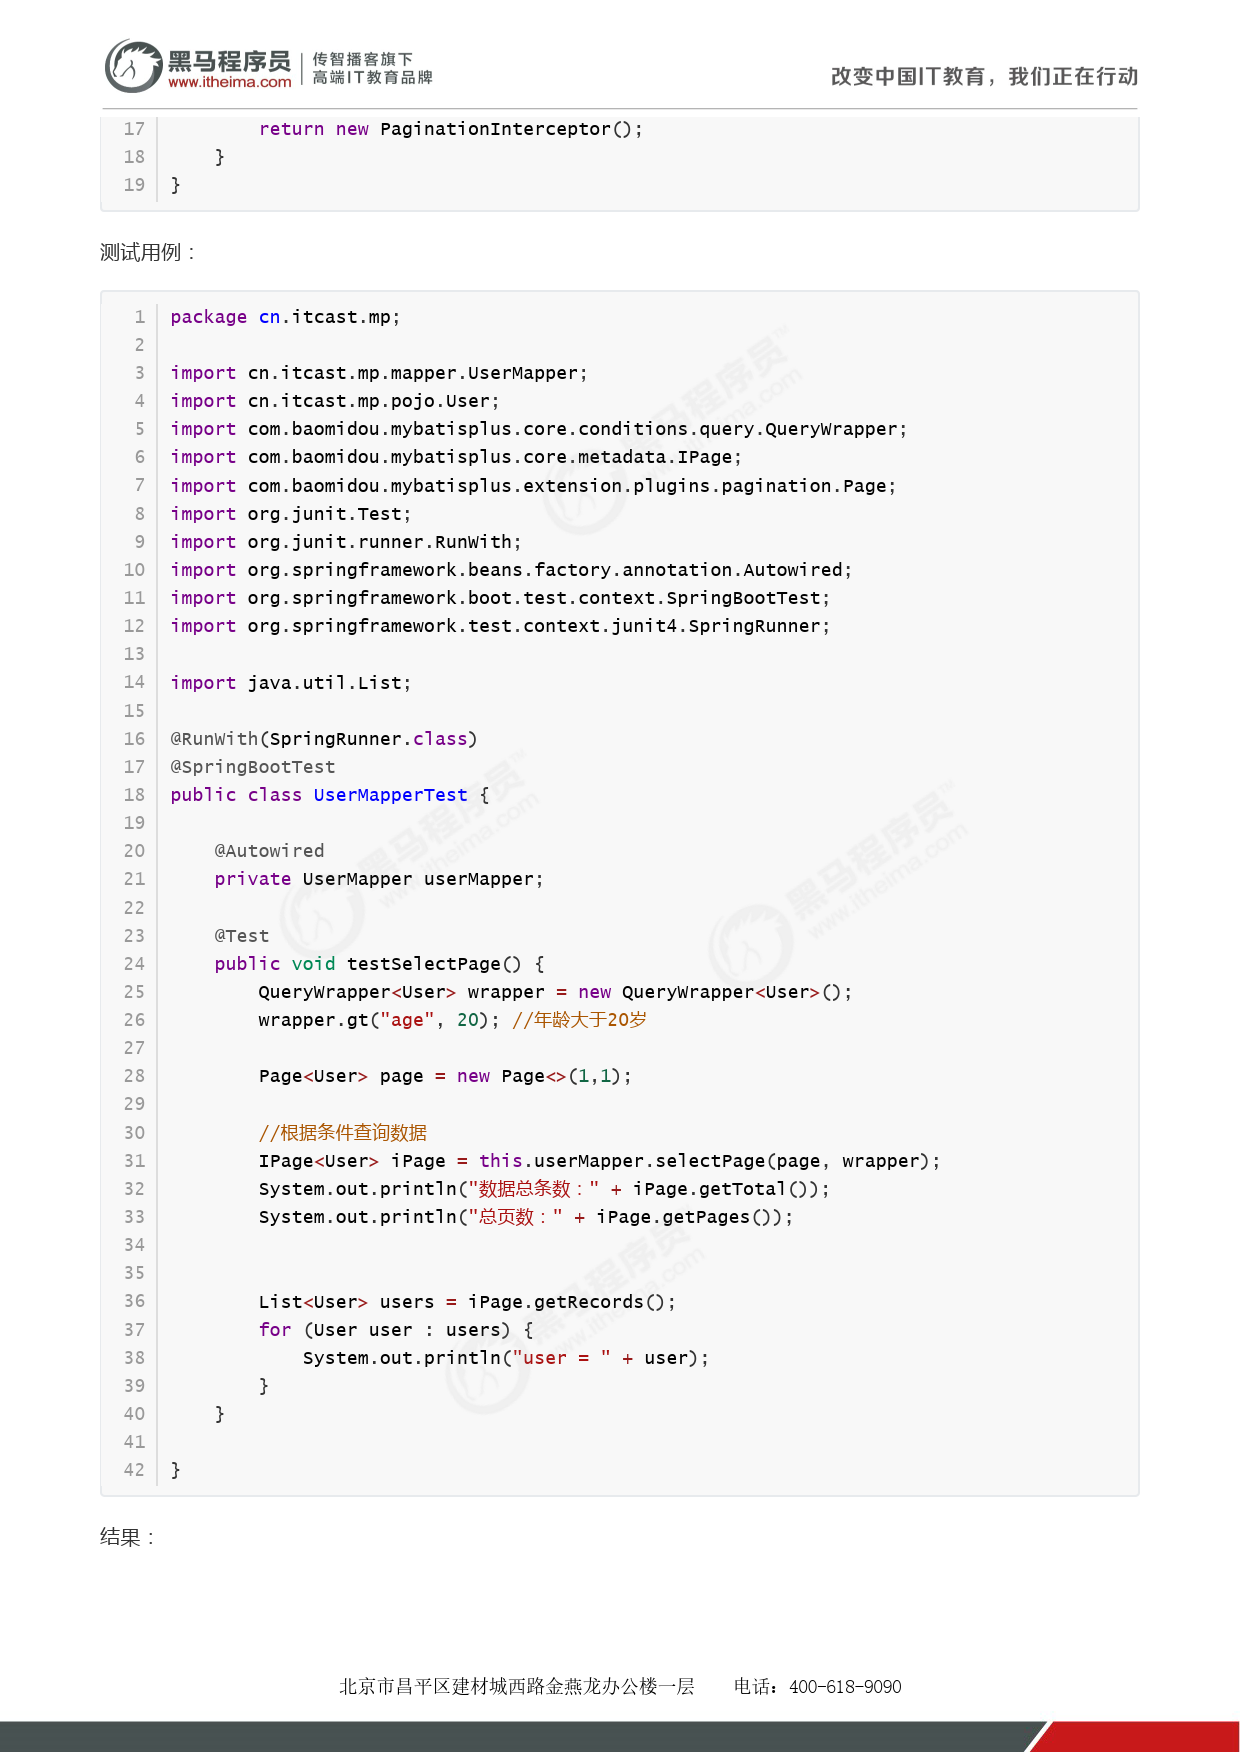 黑马程序员
www.itheima.com
传智播客旗下
高端IT教育品牌
改变中国IT教育，我们正在行动
17         return new PaginationInterceptor();
18     }
19 }
测试用例：
1 package cn.itcast.mp;
2
3 import cn.itcast.mp.mapper.UserMapper;
4 import cn.itcast.mp.pojo.User;
5 import com.baomidou.mybatisplus.core.conditions.query.QueryWrapper;
6 import com.baomidou.mybatisplus.core.metadata.IPage;
7 import com.baomidou.mybatisplus.extension.plugins.pagination.Page;
8 import org.junit.Test;
9 import org.junit.runner.RunWith;
10 import org.springframework.beans.factory.annotation.Autowired;
11 import org.springframework.boot.test.context.SpringBootTest;
12 import org.springframework.test.context.junit4.SpringRunner;
13
14 import java.util.List;
15
16 @RunWith(SpringRunner.class)
17 @SpringBootTest
18 public class UserMapperTest {
19
20     @Autowired
21     private UserMapper userMapper;
22
23     @Test
24     public void testSelectPage() {
25         QueryWrapper<User> wrapper = new QueryWrapper<User>();
26         wrapper.gt("age", 20); //年龄大于20岁
27
28         Page<User> page = new Page<>(1,1);
29
30         //根据条件查询数据
31         IPage<User> iPage = this.userMapper.selectPage(page, wrapper);
32         System.out.println("数据总条数：" + iPage.getTotal());
33         System.out.println("总页数：" + iPage.getPages());
34
35
36         List<User> users = iPage.getRecords();
37         for (User user : users) {
38             System.out.println("user = " + user);
39         }
40     }
41
42 }
结果：
北京市昌平区建材城西路金燕龙办公楼一层 电话：400-618-9090